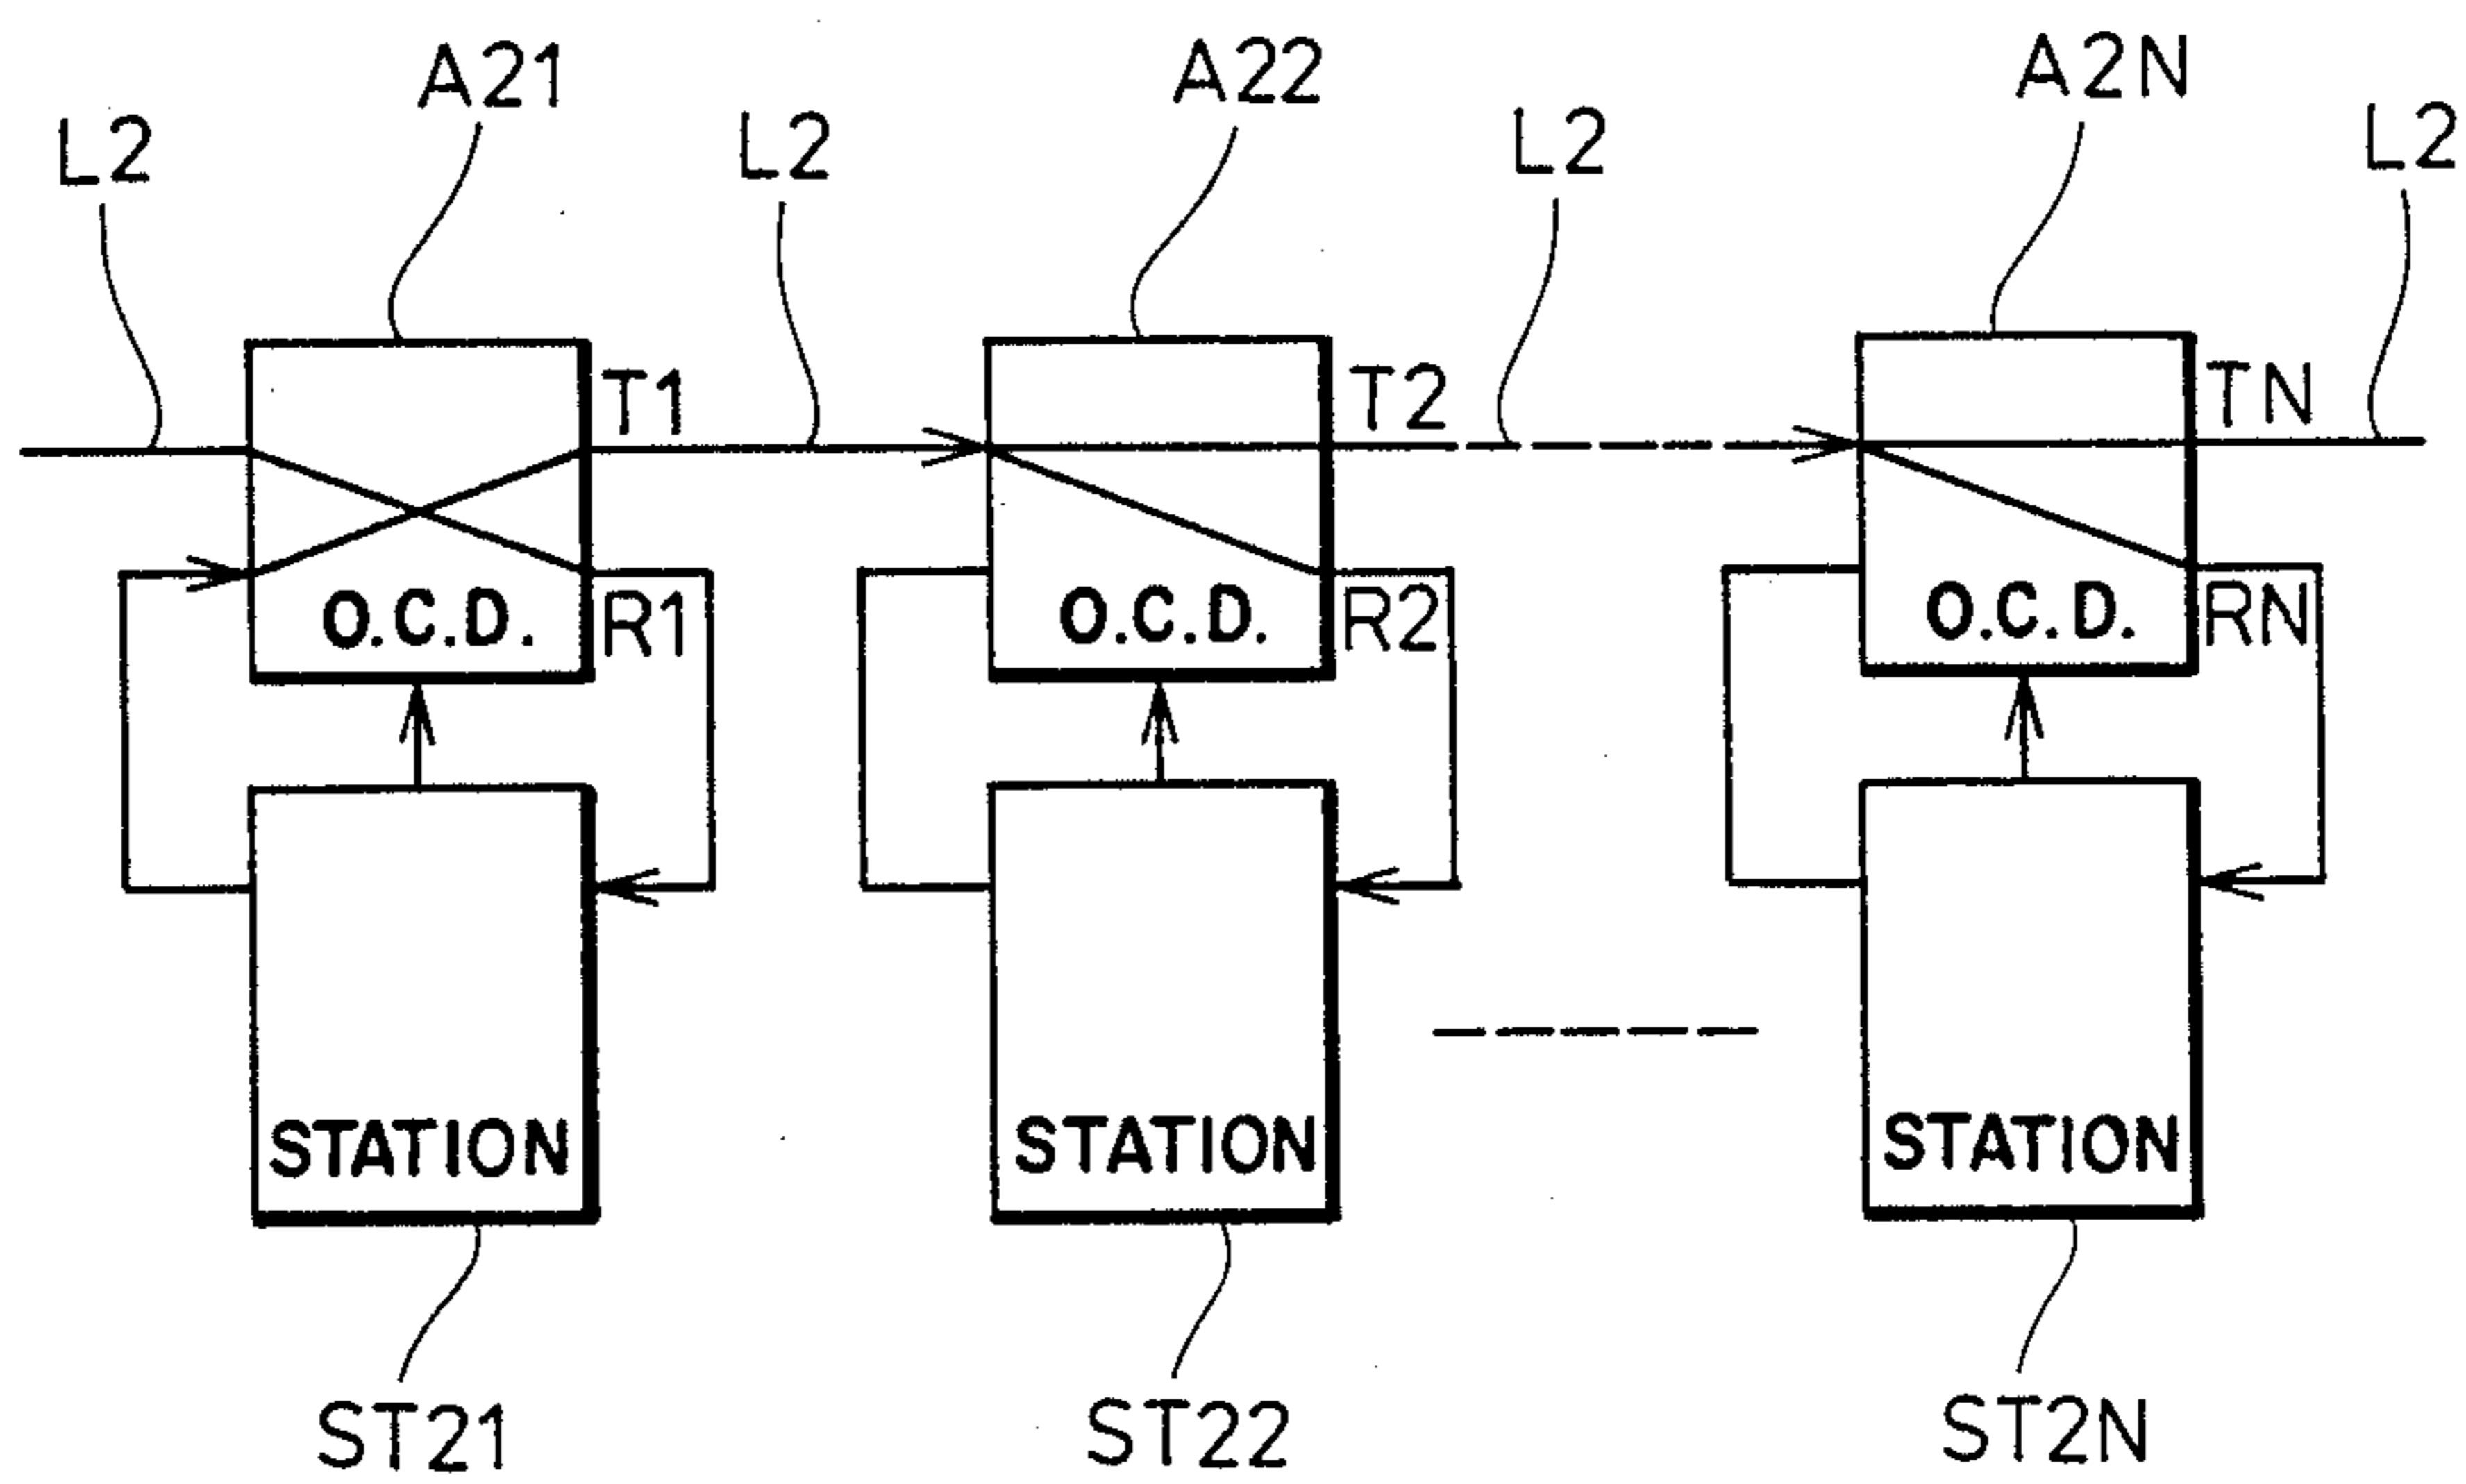 A21 A22 A2N
L2 L2 L2 L2
T1 T2 TN
O.C.D. R1 O.C.D. R2 O.C.D. RN
STATION STATION STATION
ST21 ST22 ST2N